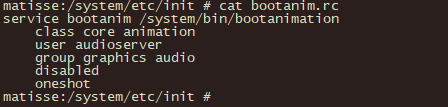 matisse:/system/etc/init # cat bootanim.rc
service bootanim /system/bin/bootanimation
    class core animation
    user audioserver
    group graphics audio
    disabled
    oneshot
matisse:/system/etc/init #